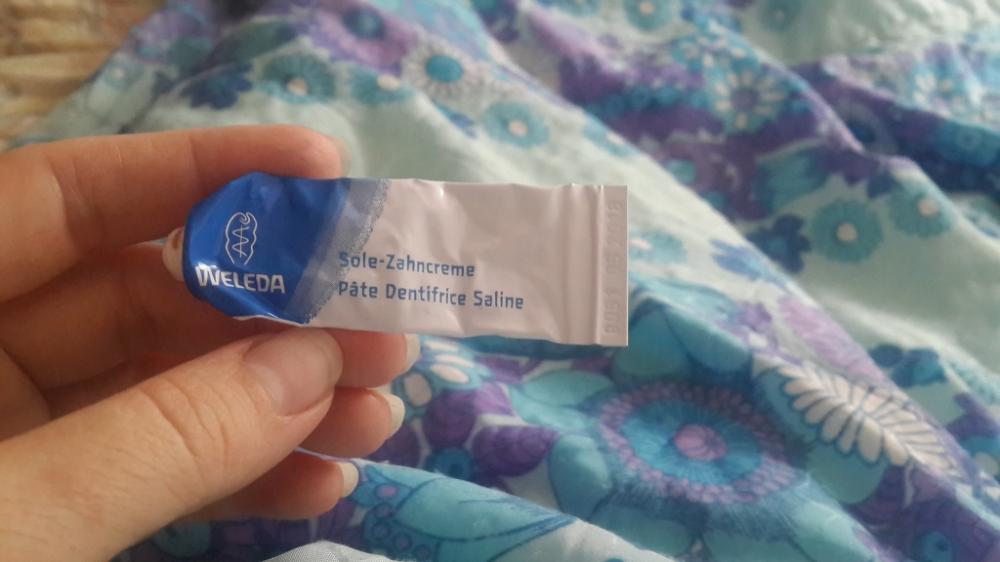 WELEDA
Sole-Zahncreme
Pâte Dentifrice Saline